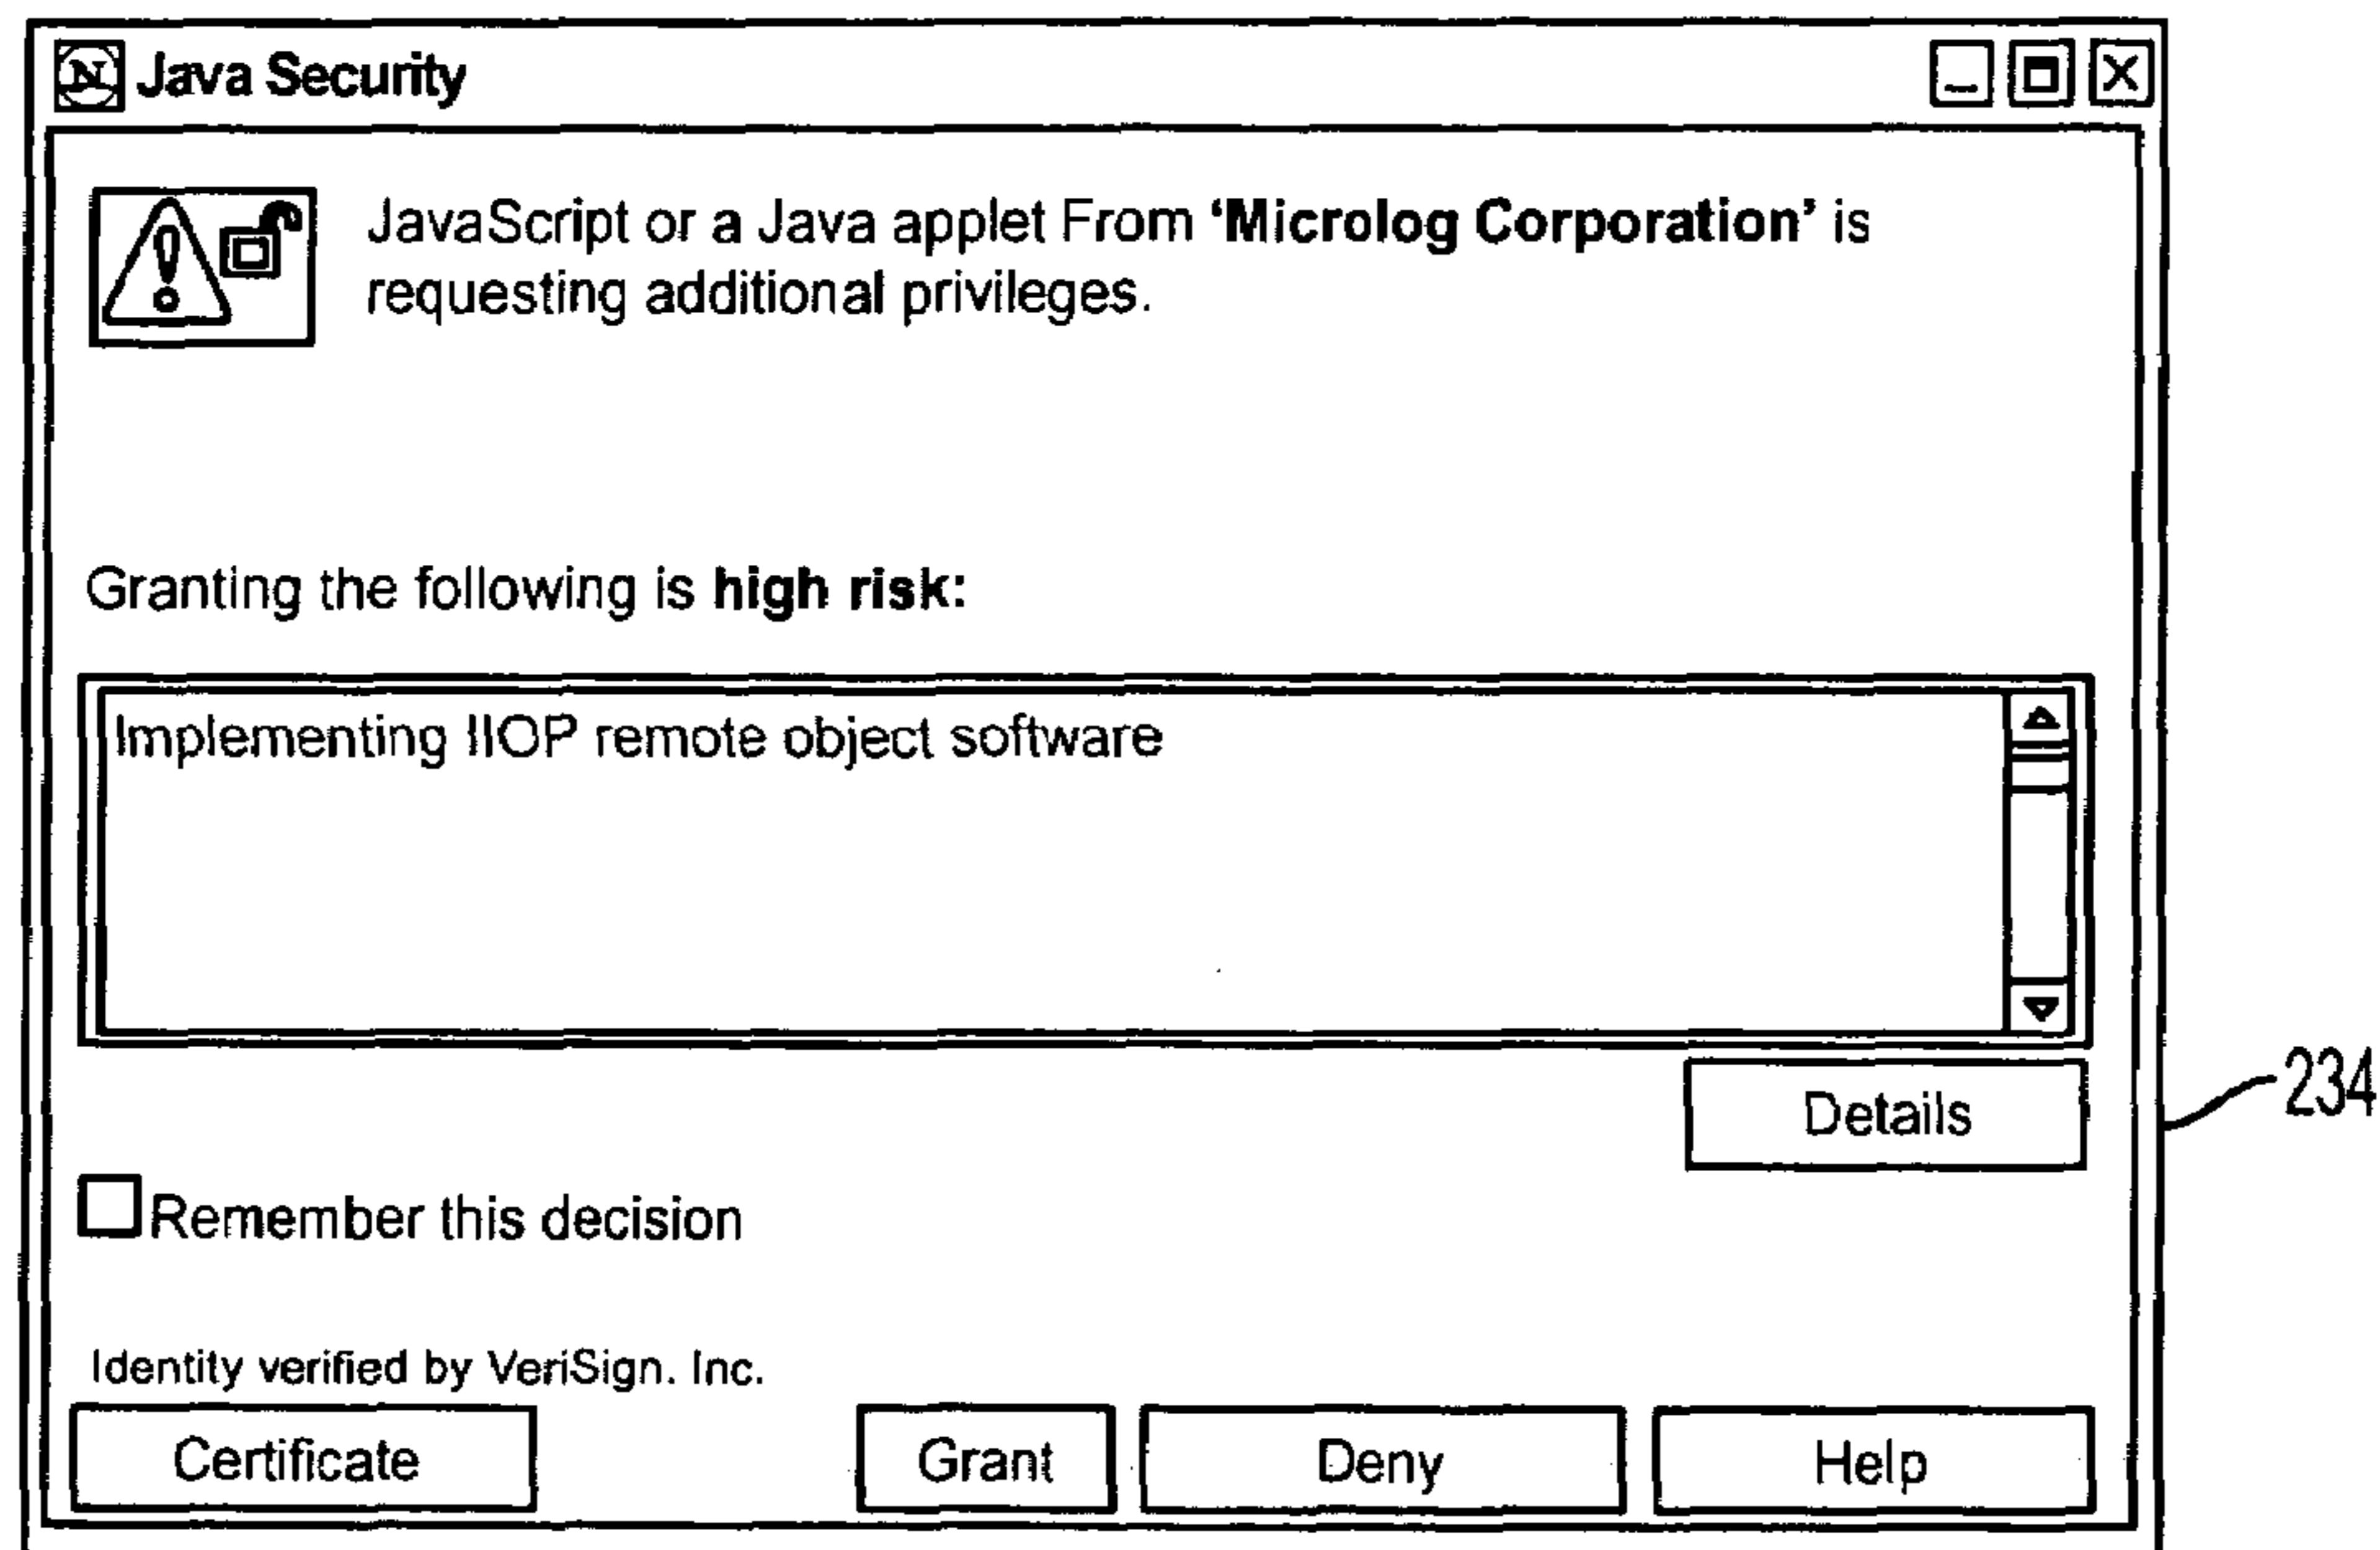 N Java Security
JavaScript or a Java applet From ‘Microlog Corporation’ is
requesting additional privileges.
Granting the following is high risk:
Implementing IIOP remote object software
Details
234
Remember this decision
Identity verified by VeriSign. Inc.
Certificate Grant Deny Help